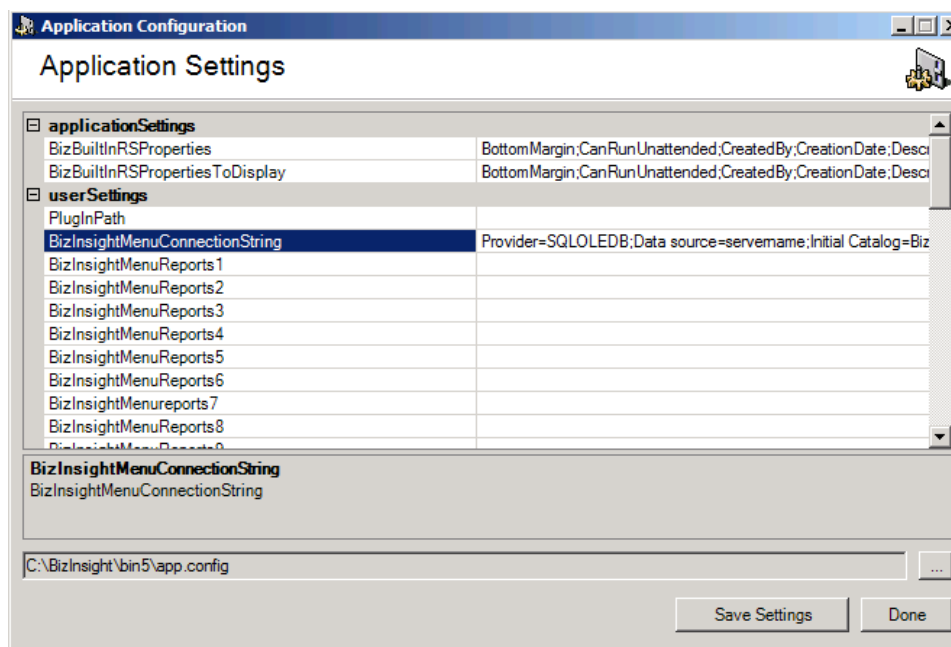 Application Configuration
Application Settings
applicationSettings
BizBuiltInRSProperties BottomMargin;CanRunUnattended;CreatedBy;CreationDate;Descr
BizBuiltInRSPropertiesToDisplay BottomMargin;CanRunUnattended;CreatedBy;CreationDate;Descr
userSettings
PlugInPath
BizInsightMenuConnectionString Provider=SQLOLEDB;Data source=servername;Initial Catalog=Biz
BizInsightMenuReports1
BizInsightMenuReports2
BizInsightMenuReports3
BizInsightMenuReports4
BizInsightMenuReports5
BizInsightMenuReports6
BizInsightMenureports7
BizInsightMenuReports8
BizInsightMenuConnectionString
BizInsightMenuConnectionString
C:\BizInsight\bin5\app.config
...
Save Settings Done